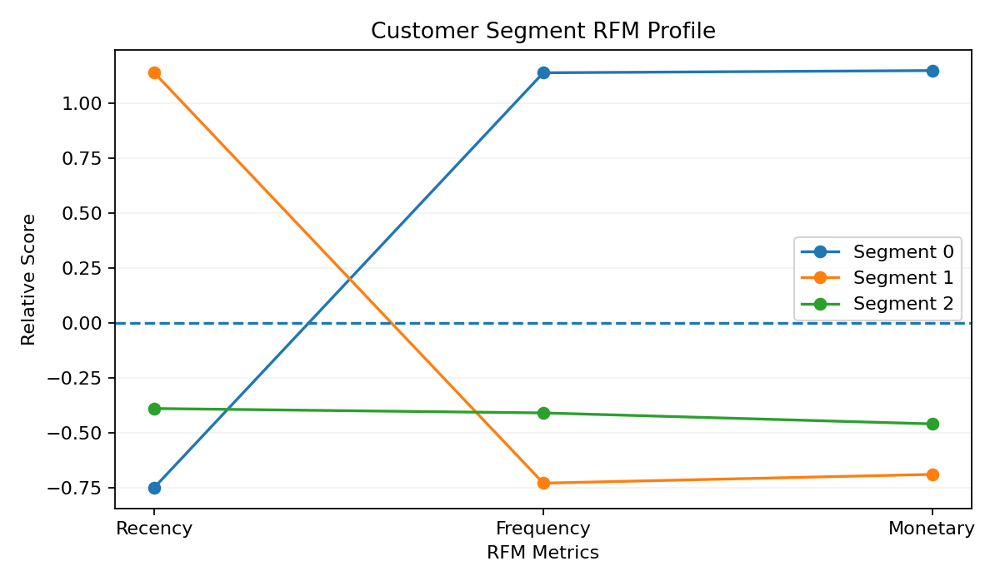 Customer Segment RFM Profile
Relative Score
1.00
0.75
0.50
0.25
0.00
−0.25
−0.50
−0.75
Segment 0
Segment 1
Segment 2
Recency
Frequency
Monetary
RFM Metrics